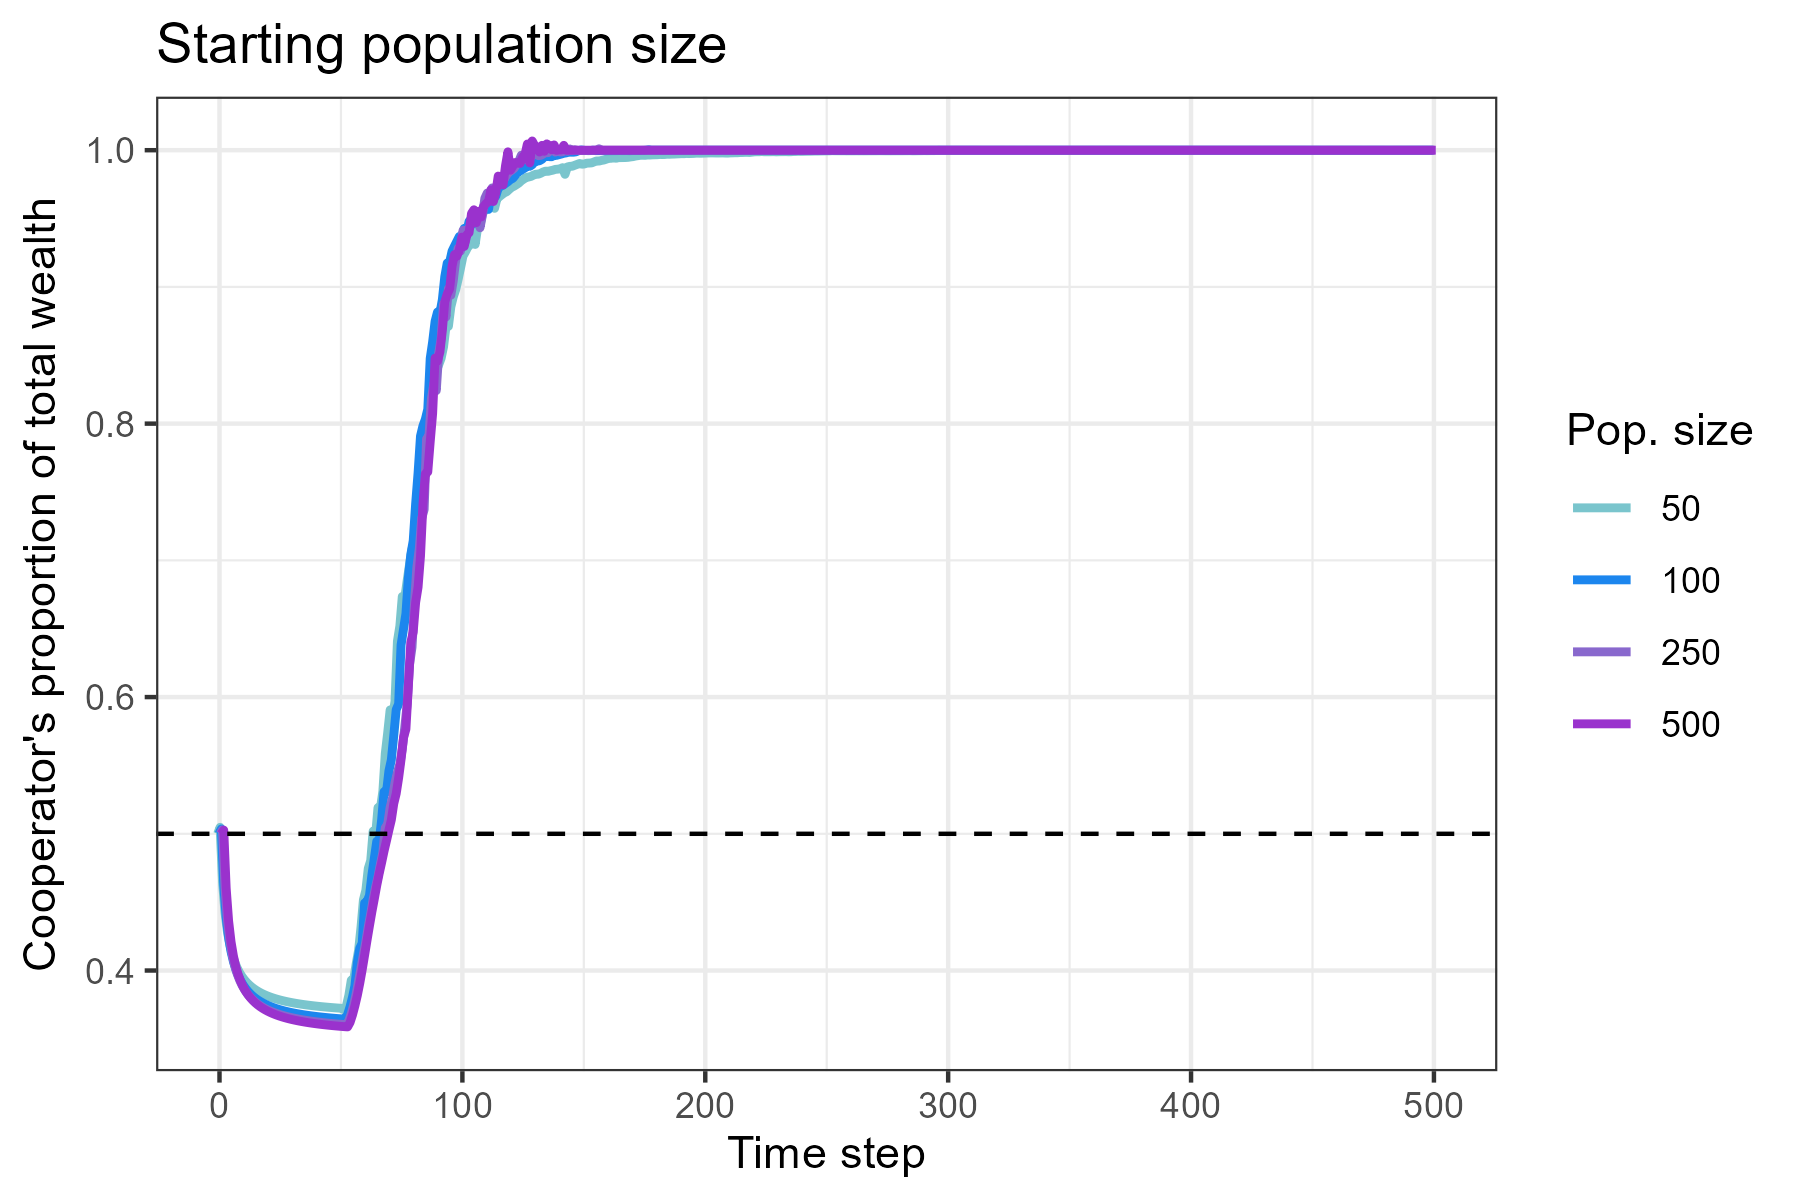 Starting population size
Cooperator's proportion of total wealth
1.0
0.8
0.6
0.4
0 100 200 300 400 500
Time step
Pop. size
50
100
250
500